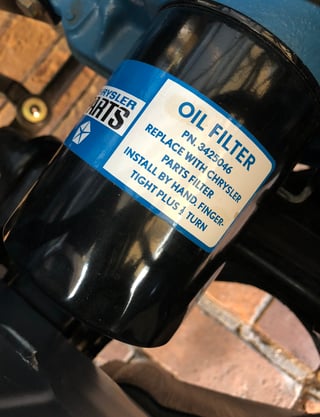 CHRYSLER
PARTS
OIL FILTER
PN. 3425046
REPLACE WITH CHRYSLER
PARTS FILTER
INSTALL BY HAND, FINGER-
TIGHT PLUS ½ TURN